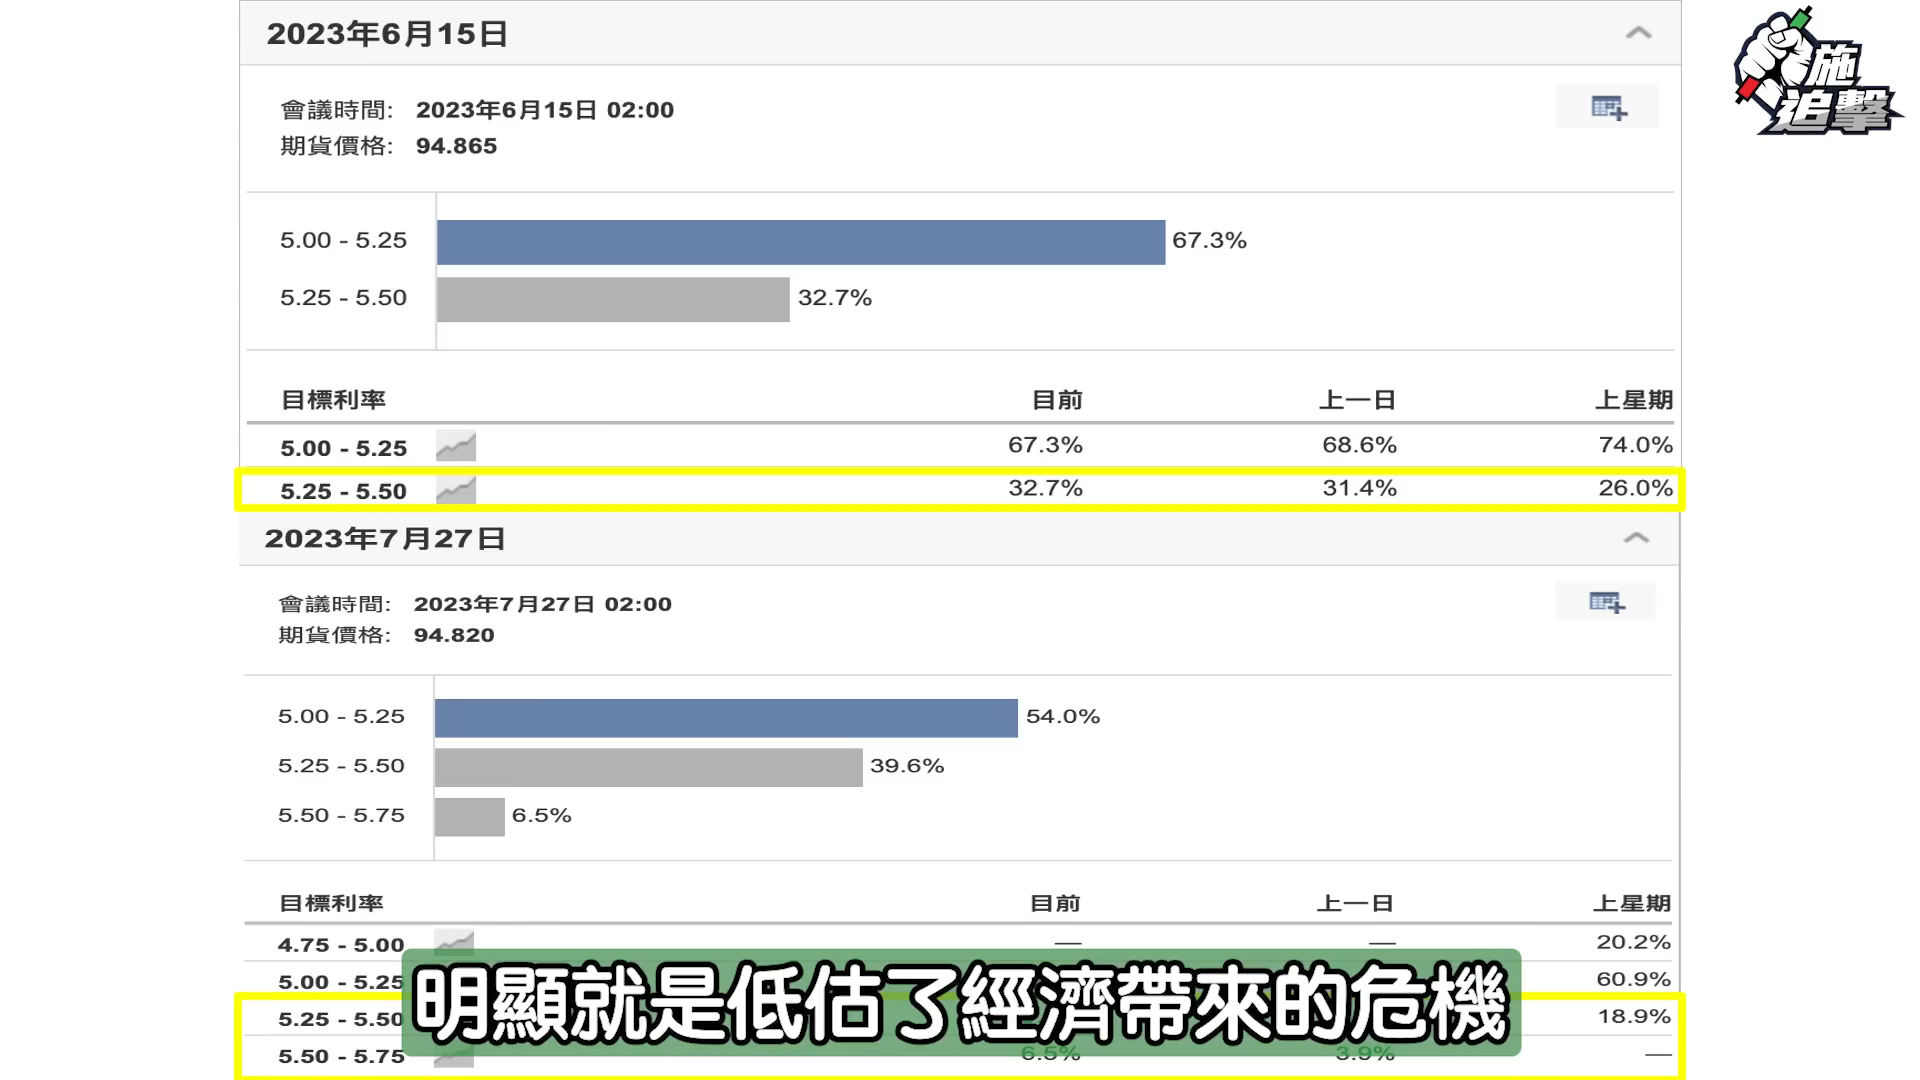 2023年6月15日
施
追擊
會議時間: 2023年6月15日 02:00
期貨價格: 94.865
5.00 - 5.25 67.3%
5.25 - 5.50 32.7%
目標利率 目前 上一日 上星期
5.00 - 5.25 67.3% 68.6% 74.0%
5.25 - 5.50 32.7% 31.4% 26.0%
2023年7月27日
會議時間: 2023年7月27日 02:00
期貨價格: 94.820
5.00 - 5.25 54.0%
5.25 - 5.50 39.6%
5.50 - 5.75 6.5%
目標利率 目前 上一日 上星期
4.75 - 5.00 — — 20.2%
5.00 - 5.25 60.9%
5.25 - 5.50 18.9%
5.50 - 5.75 6.5% 3.9% —
明顯就是低估了經濟帶來的危機